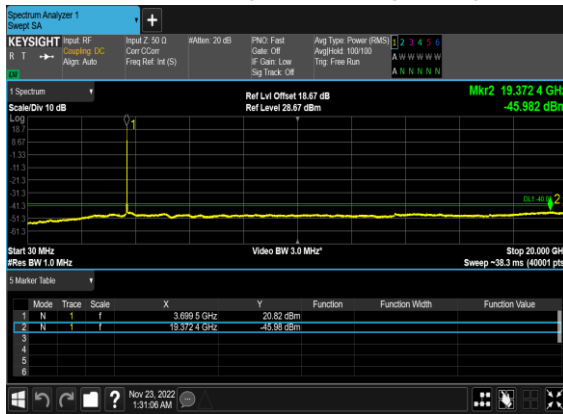 Spectrum Analyzer 1
Swept SA
+
KEYSIGHT Input: RF Input Z: 50 Ω #Atten: 20 dB PNO: Fast Avg Type: Power (RMS) 1 2 3 4 5 6
R T Coupling: DC Corr CCorr Gate: Off Avg|Hold: 100/100 A W W W W W
Align: Auto Freq Ref: Int (S) IF Gain: Low Trig: Free Run
Sig Track: Off A N N N N N
1 Spectrum Ref Lvl Offset 18.67 dB Mkr2 19.372 4 GHz
Scale/Div 10 dB Ref Level 28.67 dBm -45.982 dBm
Log
18.7
8.67
-1.33
-11.3
-21.3
-31.3
-41.3
-51.3
-61.3
1
2
Start 30 MHz Video BW 3.0 MHz* Stop 20.000 GH
#Res BW 1.0 MHz Sweep ~38.3 ms (40001 pts
5 Marker Table
Mode Trace Scale X Y Function Function Width Function Value
1 N 1 f 3.699 5 GHz 20.82 dBm
2 N 1 f 19.372 4 GHz -45.98 dBm
3
4
5
6
? Nov 23, 2022
1:31:06 AM